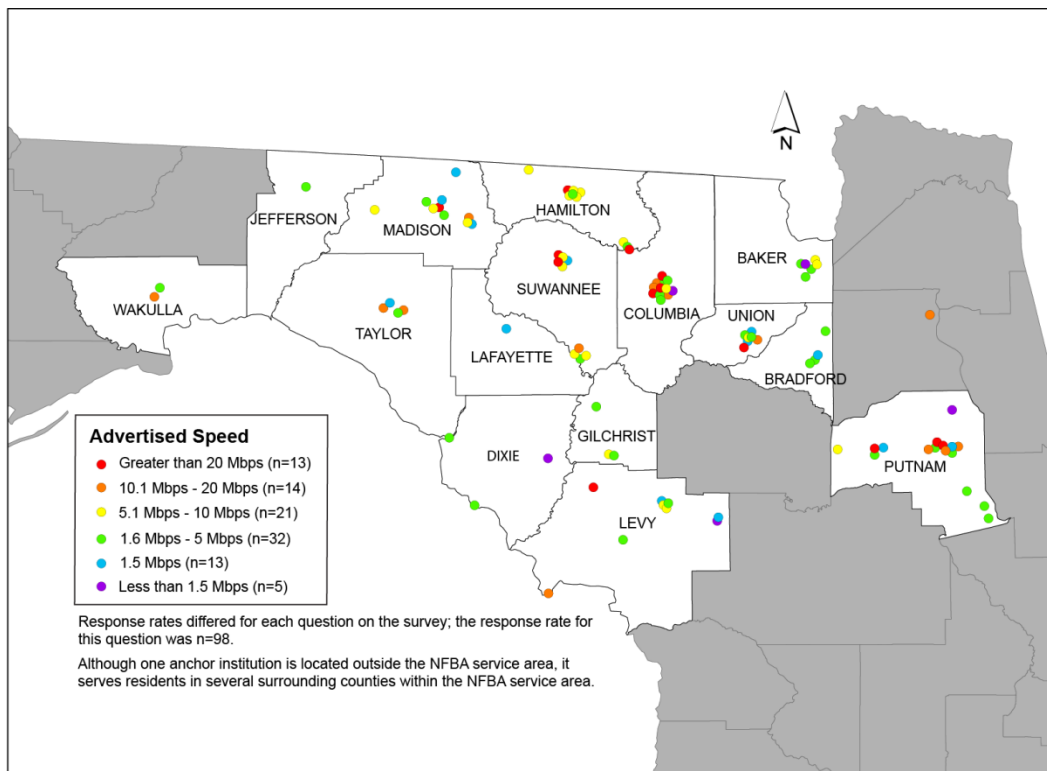 N
JEFFERSON
MADISON
HAMILTON
WAKULLA
TAYLOR
SUWANNEE
LAFAYETTE
COLUMBIA
BAKER
UNION
BRADFORD
DIXIE
GILCHRIST
LEVY
PUTNAM
Advertised Speed
Greater than 20 Mbps (n=13)
10.1 Mbps - 20 Mbps (n=14)
5.1 Mbps - 10 Mbps (n=21)
1.6 Mbps - 5 Mbps (n=32)
1.5 Mbps (n=13)
Less than 1.5 Mbps (n=5)
Response rates differed for each question on the survey; the response rate for
this question was n=98.
Although one anchor institution is located outside the NFBA service area, it
serves residents in several surrounding counties within the NFBA service area.